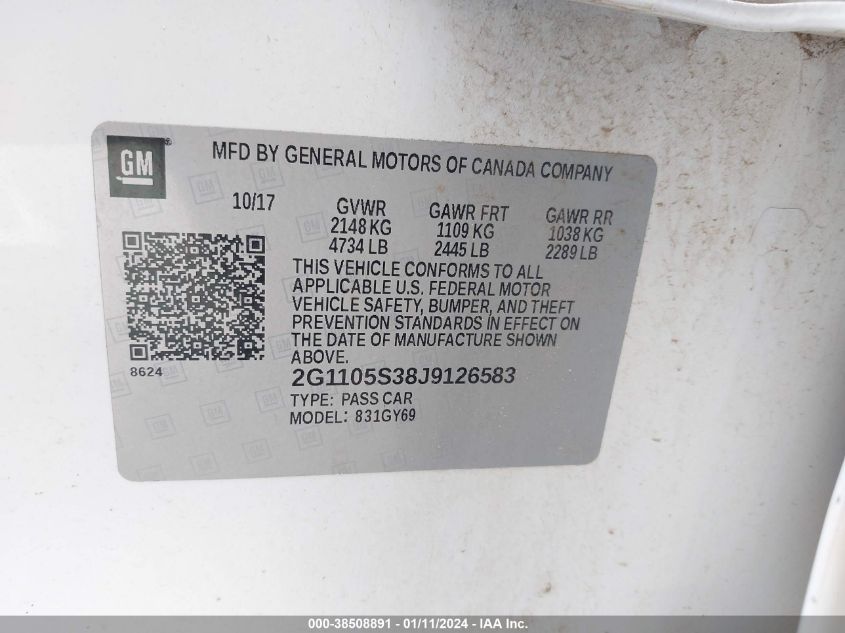 GM
MFD BY GENERAL MOTORS OF CANADA COMPANY
10/17
GVWR GAWR FRT GAWR RR
2148 KG 1109 KG 1038 KG
4734 LB 2445 LB 2289 LB
THIS VEHICLE CONFORMS TO ALL
APPLICABLE U.S. FEDERAL MOTOR
VEHICLE SAFETY, BUMPER, AND THEFT
PREVENTION STANDARDS IN EFFECT ON
THE DATE OF MANUFACTURE SHOWN
ABOVE.
8624
2G1105S38J9126583
TYPE: PASS CAR
MODEL: 831GY69
000-38508891 - 01/11/2024 - IAA Inc.